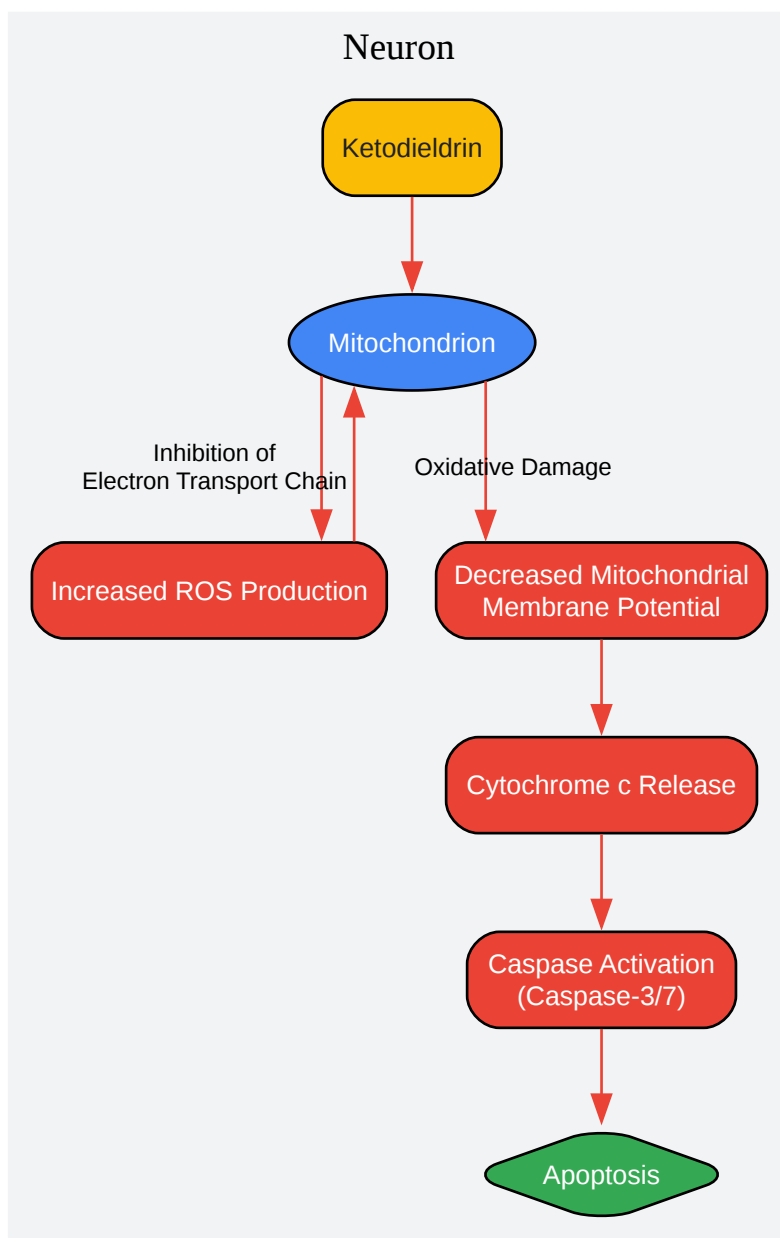 Neuron
Ketodieldrin
Mitochondrion
Inhibition of
Electron Transport Chain
Oxidative Damage
Increased ROS Production
Decreased Mitochondrial
Membrane Potential
Cytochrome c Release
Caspase Activation
(Caspase-3/7)
Apoptosis